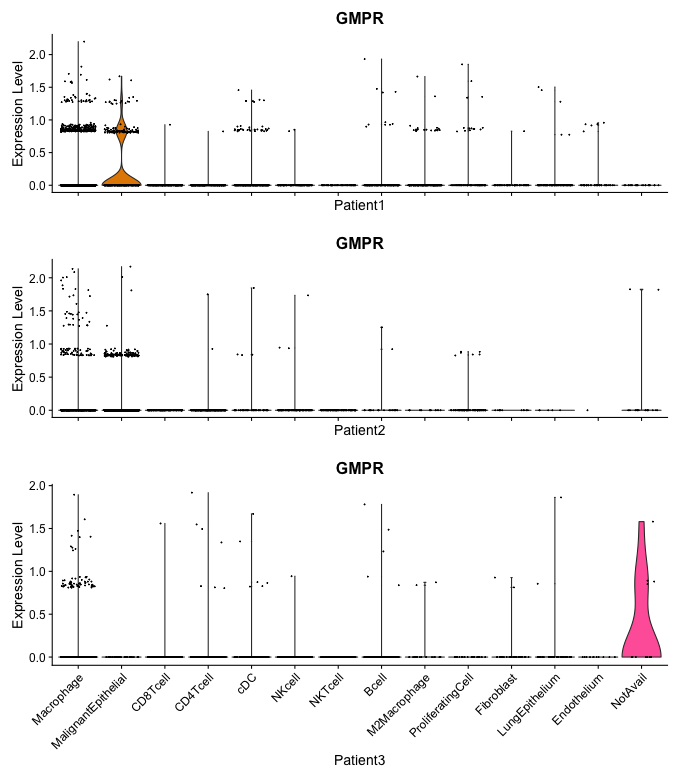 GMPR
Expression Level
2.0
1.5
1.0
0.5
0.0
Patient1
GMPR
Expression Level
2.0
1.5
1.0
0.5
0.0
Patient2
GMPR
Expression Level
2.0
1.5
1.0
0.5
0.0
Macrophage
MalignantEpithelial
CD8Tcell
CD4Tcell
cDC
NKcell
NKTcell
Bcell
M2Macrophage
ProliferatingCell
Fibroblast
LungEpithelium
Endothelium
NotAvail
Patient3